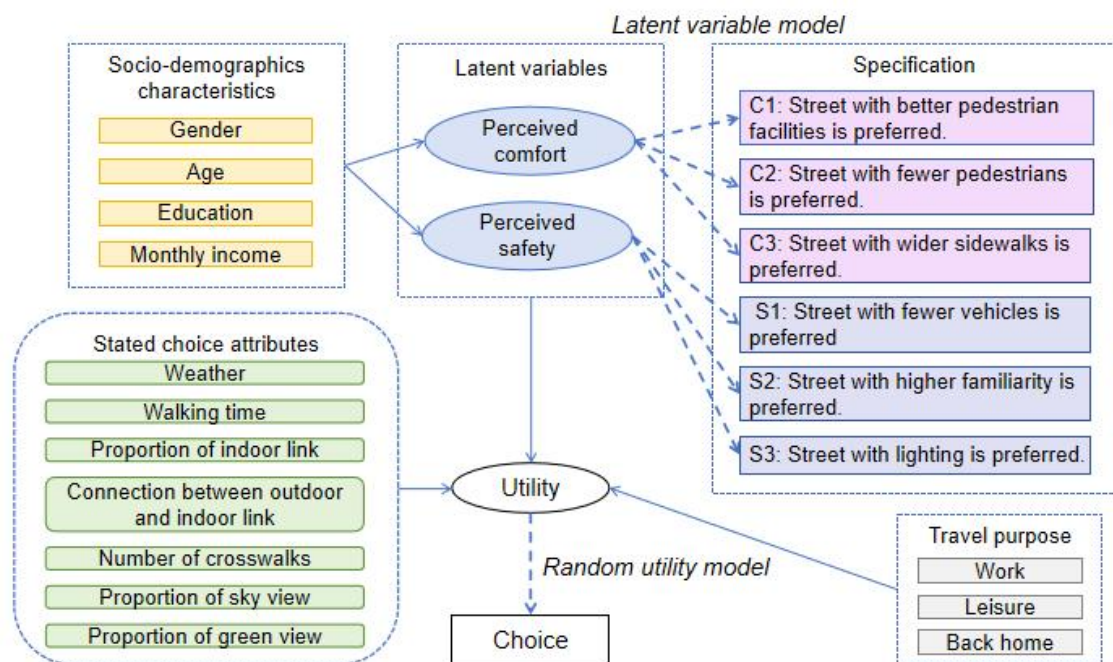 Latent variable model
Socio-demographics
characteristics
Gender
Age
Education
Monthly income
Latent variables
Perceived
comfort
Perceived
safety
Specification
C1: Street with better pedestrian
facilities is preferred.
C2: Street with fewer pedestrians
is preferred.
C3: Street with wider sidewalks is
preferred.
S1: Street with fewer vehicles is
preferred
S2: Street with higher familiarity is
preferred.
S3: Street with lighting is preferred.
Stated choice attributes
Weather
Walking time
Proportion of indoor link
Connection between outdoor
and indoor link
Number of crosswalks
Proportion of sky view
Proportion of green view
Utility
Random utility model
Choice
Travel purpose
Work
Leisure
Back home